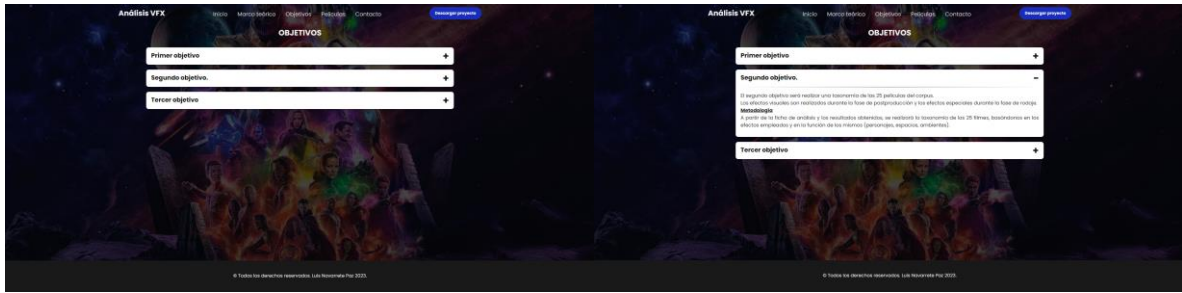 Análisis VFX
Inicio Marco teórico Objetivos Películas Contacto
Descargar proyecto
OBJETIVOS
Primer objetivo
Segundo objetivo.
Tercer objetivo
© Todos los derechos reservados. Luis Navarrete Paz 2023.
Análisis VFX
Inicio Marco teórico Objetivos Películas Contacto
Descargar proyecto
OBJETIVOS
Primer objetivo
Segundo objetivo.
El segundo objetivo será realizar una taxonomía de las 25 películas del corpus.
Los efectos visuales son realizados durante la fase de postproducción y los efectos especiales durante la fase de rodaje.
Metodología
A partir de la ficha de análisis y los resultados obtenidos, se realizará la taxonomía de los 25 filmes, basándonos en los
efectos empleados y en la función de los mismos (personajes, espacios, ambientes).
Tercer objetivo
© Todos los derechos reservados. Luis Navarrete Paz 2023.